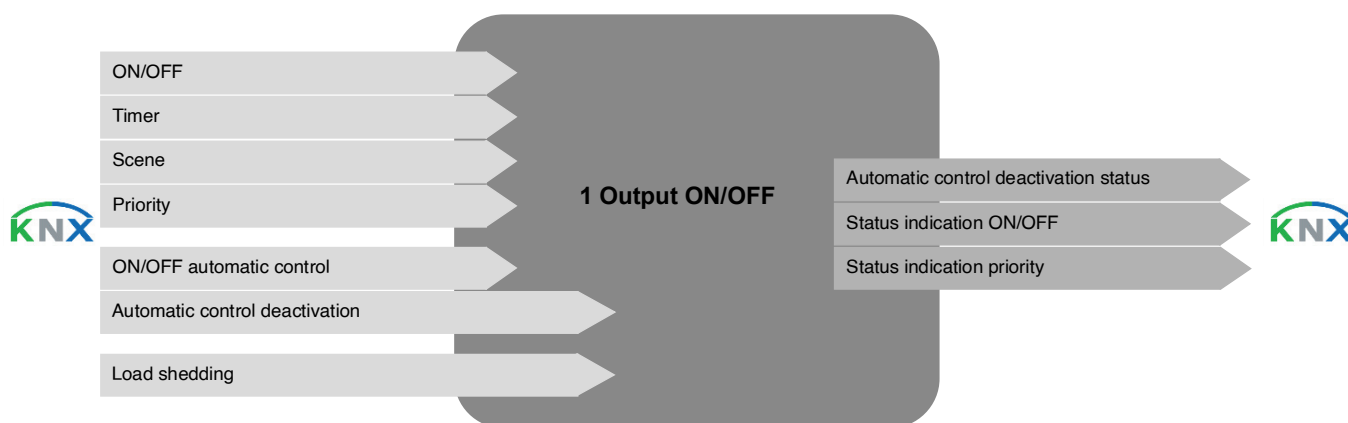 ON/OFF
Timer
Scene
Priority
KNX
ON/OFF automatic control
Automatic control deactivation
Load shedding
1 Output ON/OFF
Automatic control deactivation status
Status indication ON/OFF
Status indication priority
KNX